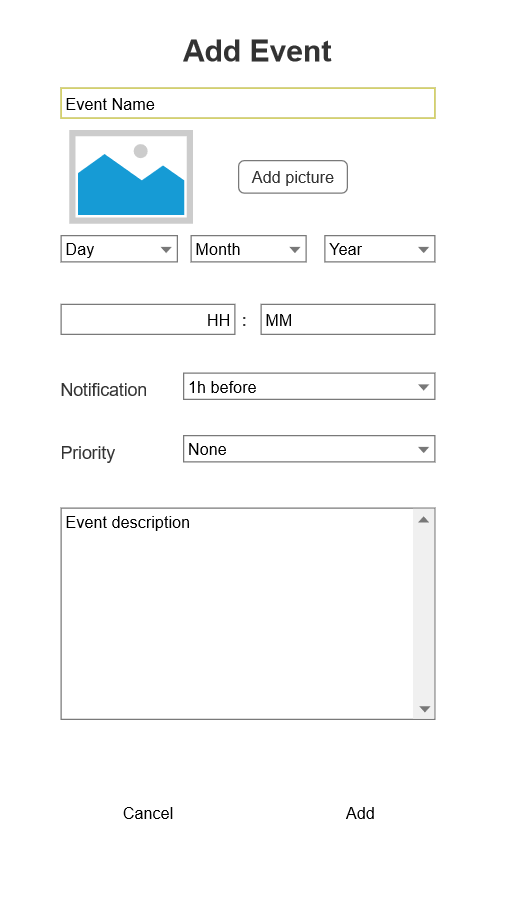 Add Event
Event Name
Add picture
Day Month Year
HH : MM
Notification 1h before
Priority None
Event description
Cancel Add